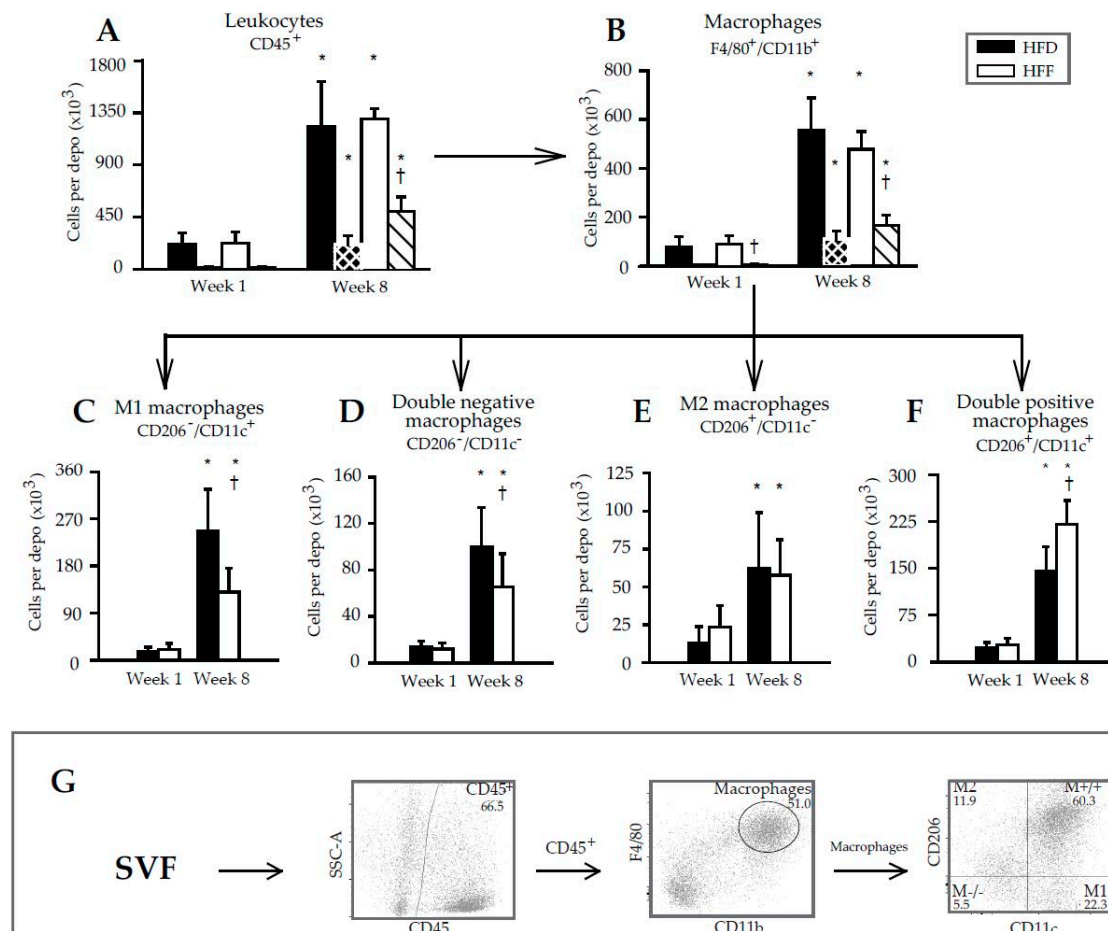 A
Leukocytes
CD45+
Cells per depo (x10³)
1800
1350
900
450
0
* * * *
†
Week 1 Week 8
B
Macrophages
F4/80+/CD11b+
Cells per depo (x10³)
800
600
400
200
0
* * * *
† †
Week 1 Week 8
HFD
HFF
C
M1 macrophages
CD206-/CD11c+
Cells per depo (x10³)
360
270
180
90
0
* *
†
Week 1 Week 8
D
Double negative
macrophages
CD206-/CD11c-
160
120
80
40
0
* *
†
Week 1 Week 8
E
M2 macrophages
CD206+/CD11c-
Cells per depo (x10³)
125
100
75
50
25
0
* *
Week 1 Week 8
F
Double positive
macrophages
CD206+/CD11c+
Cells per depo (x10³)
300
225
150
75
0
* *
†
Week 1 Week 8
G
SVF
CD45+
66.5
SSC-A
CD45
CD45+
Macrophages
51.0
F4/80
CD11b
Macrophages
M2
11.9
M+/+
60.3
CD206
M-/-
5.5
M1
22.3
CD11c